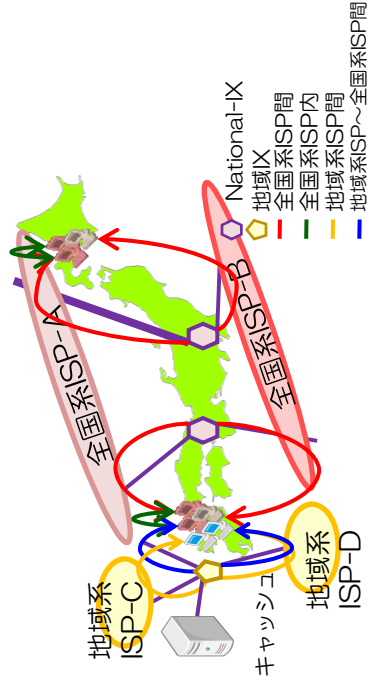 全国系ISP-A
全国系ISP-B
地域系
ISP-C
地域系
ISP-D
キャッシュ
National-IX
地域IX
全国系ISP間
全国系ISP内
地域系ISP間
地域系ISP～全国系ISP間